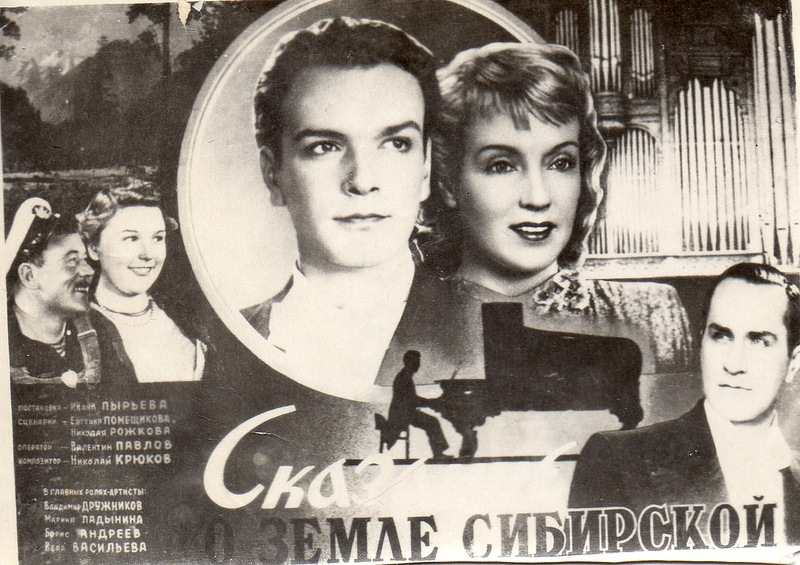 ПОСТАНОВКА – ИВАНА ПЫРЬЕВА
СЦЕНАРИЙ – ЕВГЕНИЯ ПОМЕЩИКОВА,
НИКОЛАЯ РОЖКОВА
ОПЕРАТОР – ВАЛЕНТИН ПАВЛОВ
КОМПОЗИТОР – НИКОЛАЙ КРЮКОВ
В ГЛАВНЫХ РОЛЯХ-АРТИСТЫ:
ВЛАДИМИР ДРУЖНИКОВ
МАРИНА ЛАДЫНИНА
БОРИС АНДРЕЕВ
ВЕРА ВАСИЛЬЕВА
Сказ
О ЗЕМЛЕ СИБИРСКОЙ